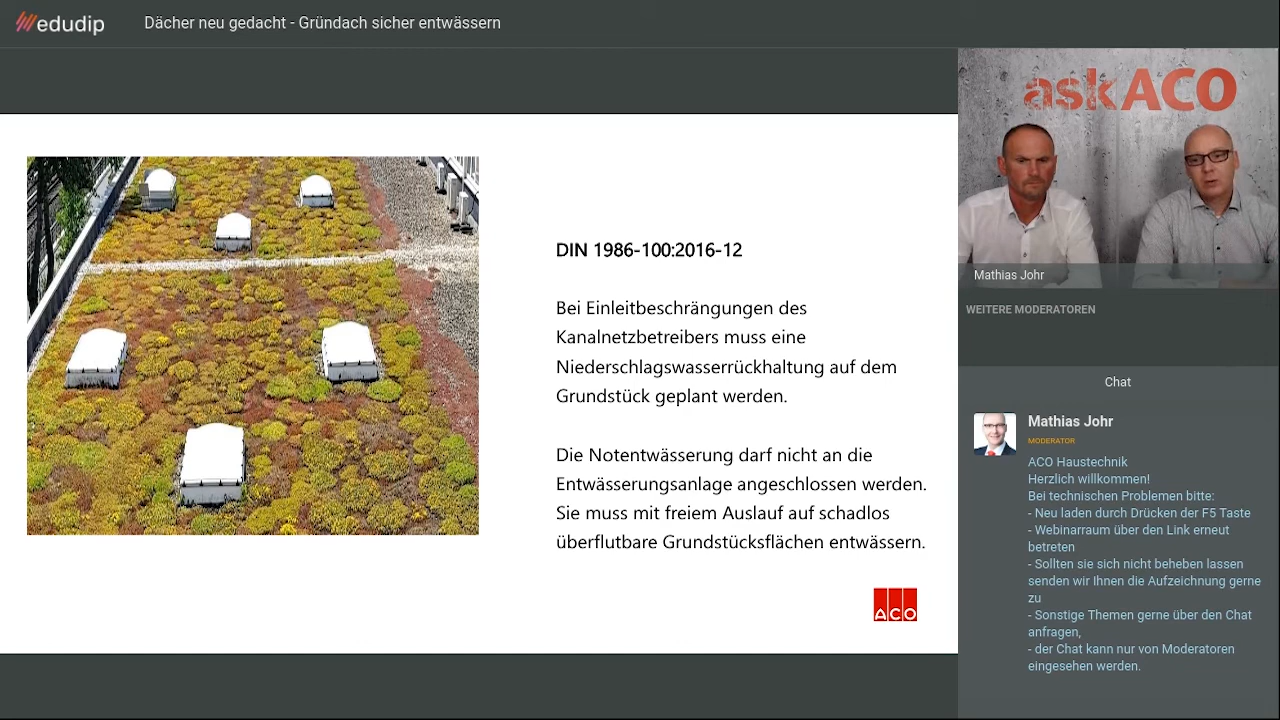 edudip
Dächer neu gedacht - Gründach sicher entwässern
DIN 1986-100:2016-12
Bei Einleitbeschrängungen des
Kanalnetzbetreibers muss eine
Niederschlagswasserrückhaltung auf dem
Grundstück geplant werden.
Die Notentwässerung darf nicht an die
Entwässerungsanlage angeschlossen werden.
Sie muss mit freiem Auslauf auf schadlos
überflutbare Grundstücksflächen entwässern.
ACO
askACO
Mathias Johr
WEITERE MODERATOREN
Chat
Mathias Johr
MODERATOR
ACO Haustechnik
Herzlich willkommen!
Bei technischen Problemen bitte:
- Neu laden durch Drücken der F5 Taste
- Webinarraum über den Link erneut
betreten
- Sollten sie sich nicht beheben lassen
senden wir Ihnen die Aufzeichnung gerne
zu
- Sonstige Themen gerne über den Chat
anfragen,
- der Chat kann nur von Moderatoren
eingesehen werden.